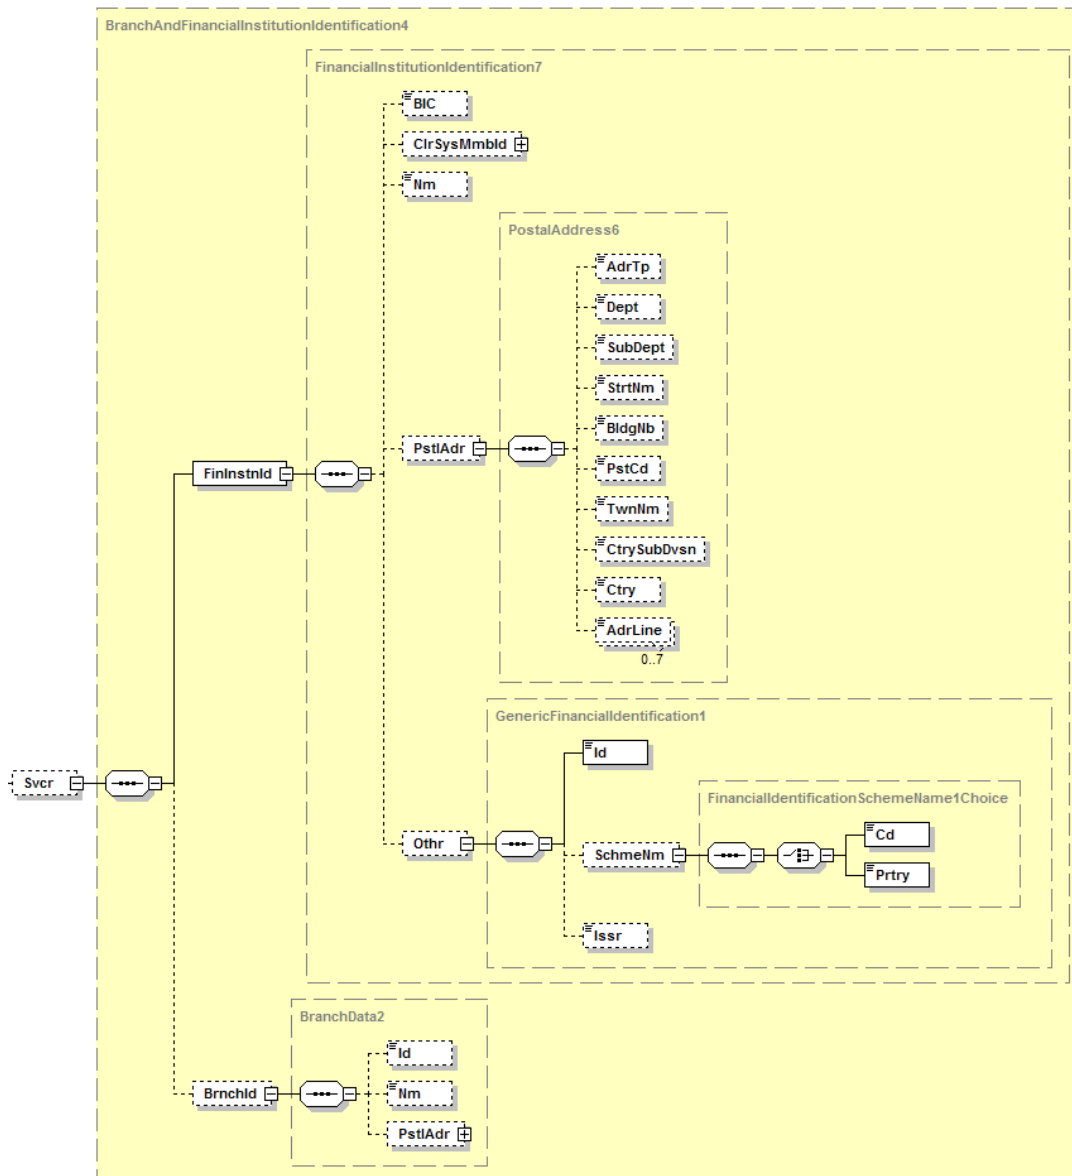 BranchAndFinancialInstitutionIdentification4
FinancialInstitutionIdentification7
BIC
ClrSysMmbId
Nm
PostalAddress6
AdrTp
Dept
SubDept
StrtNm
BldgNb
PstlAdr
PstCd
FinInstnId
TwnNm
CtrySubDvsn
Ctry
AdrLine
0..7
GenericFinancialIdentification1
Id
Svcr
FinancialIdentificationSchemeName1Choice
Cd
Othr
SchmeNm
Prtry
Issr
BranchData2
Id
BrnchId
Nm
PstlAdr